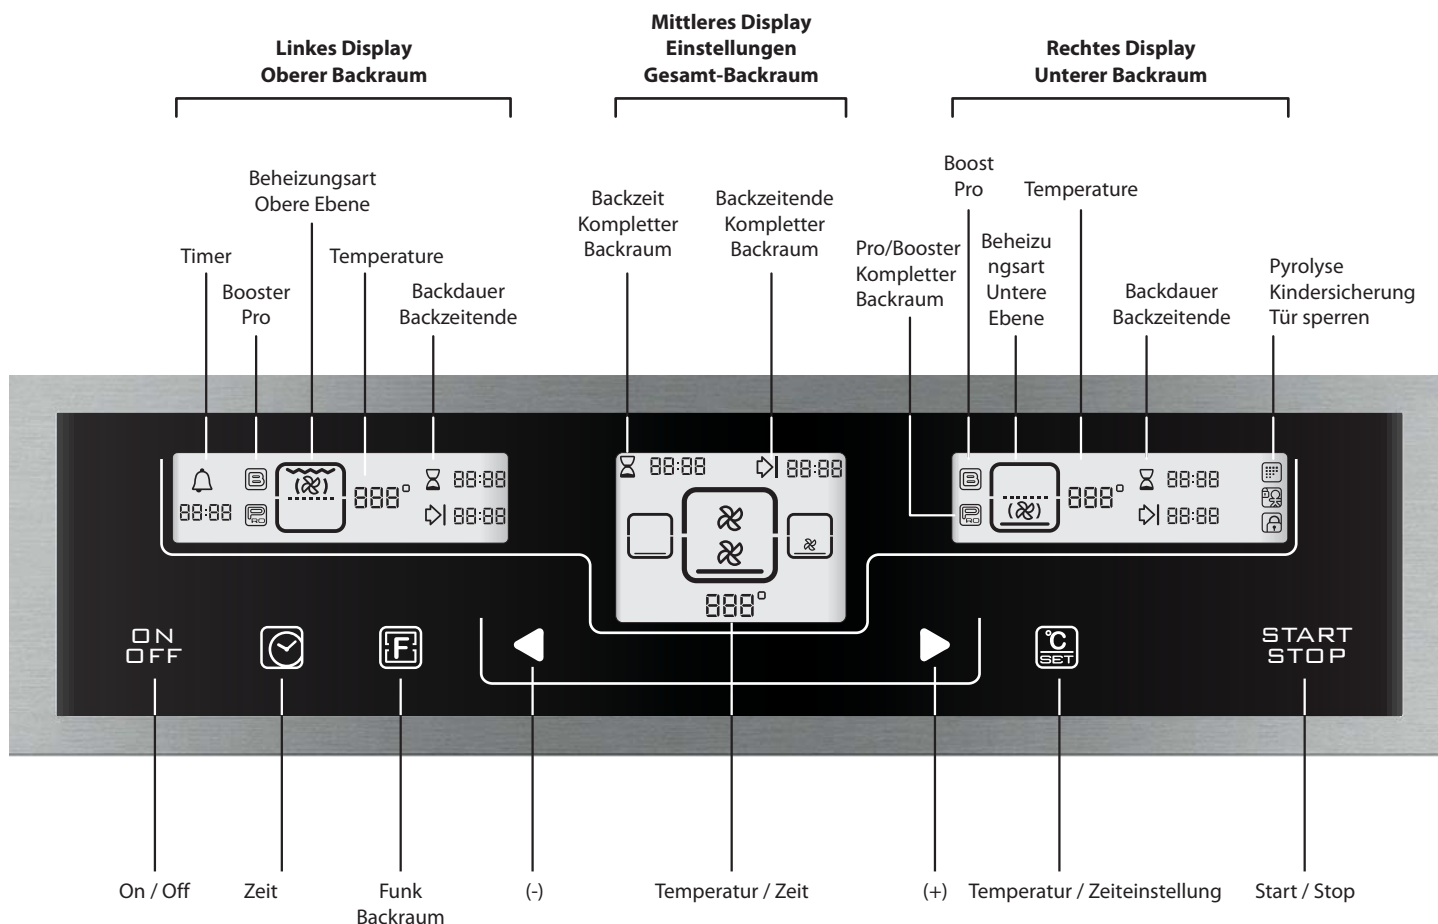 Linkes Display
Oberer Backraum
Mittleres Display
Einstellungen
Gesamt-Backraum
Rechtes Display
Unterer Backraum
Timer
Booster
Pro
Beheizungsart
Obere Ebene
Temperature
Backdauer
Backzeitende
Backzeit
Kompletter
Backraum
Backzeitende
Kompletter
Backraum
Pro/Booster
Kompletter
Backraum
Boost
Pro
Beheizu
ngsart
Untere
Ebene
Temperature
Backdauer
Backzeitende
Pyrolyse
Kindersicherung
Tür sperren
88:88
B
PRO
888°
88:88
88:88
88:88
88:88
888°
B
PRO
888°
88:88
88:88
ON
OFF
F
°C
SET
START
STOP
On / Off
Zeit
Funk
Backraum
(-)
Temperatur / Zeit
(+)
Temperatur / Zeiteinstellung
Start / Stop